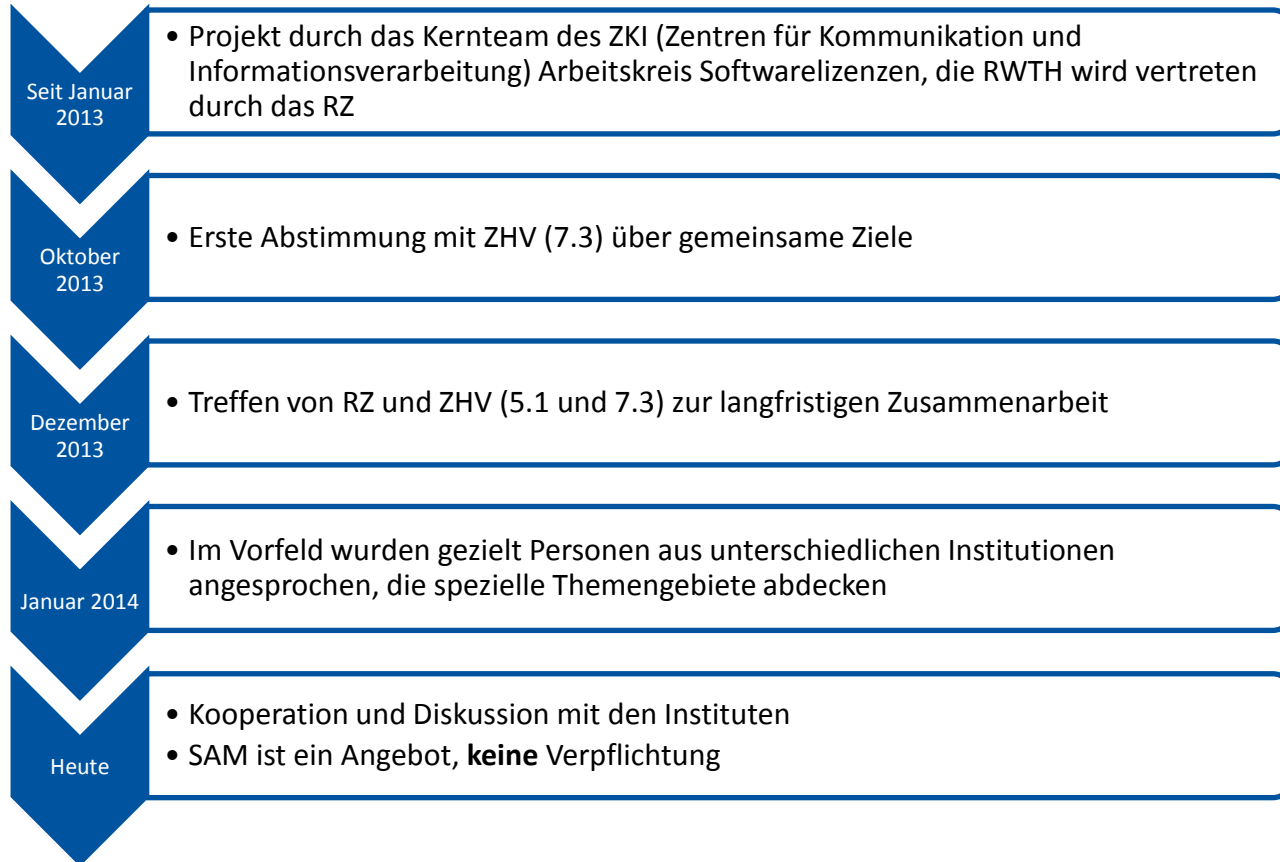 Seit Januar
2013
• Projekt durch das Kernteam des ZKI (Zentren für Kommunikation und
Informationsverarbeitung) Arbeitskreis Softwarelizenzen, die RWTH wird vertreten
durch das RZ
Oktober
2013
• Erste Abstimmung mit ZHV (7.3) über gemeinsame Ziele
Dezember
2013
• Treffen von RZ und ZHV (5.1 und 7.3) zur langfristigen Zusammenarbeit
Januar 2014
• Im Vorfeld wurden gezielt Personen aus unterschiedlichen Institutionen
angesprochen, die spezielle Themengebiete abdecken
Heute
• Kooperation und Diskussion mit den Instituten
• SAM ist ein Angebot, keine Verpflichtung